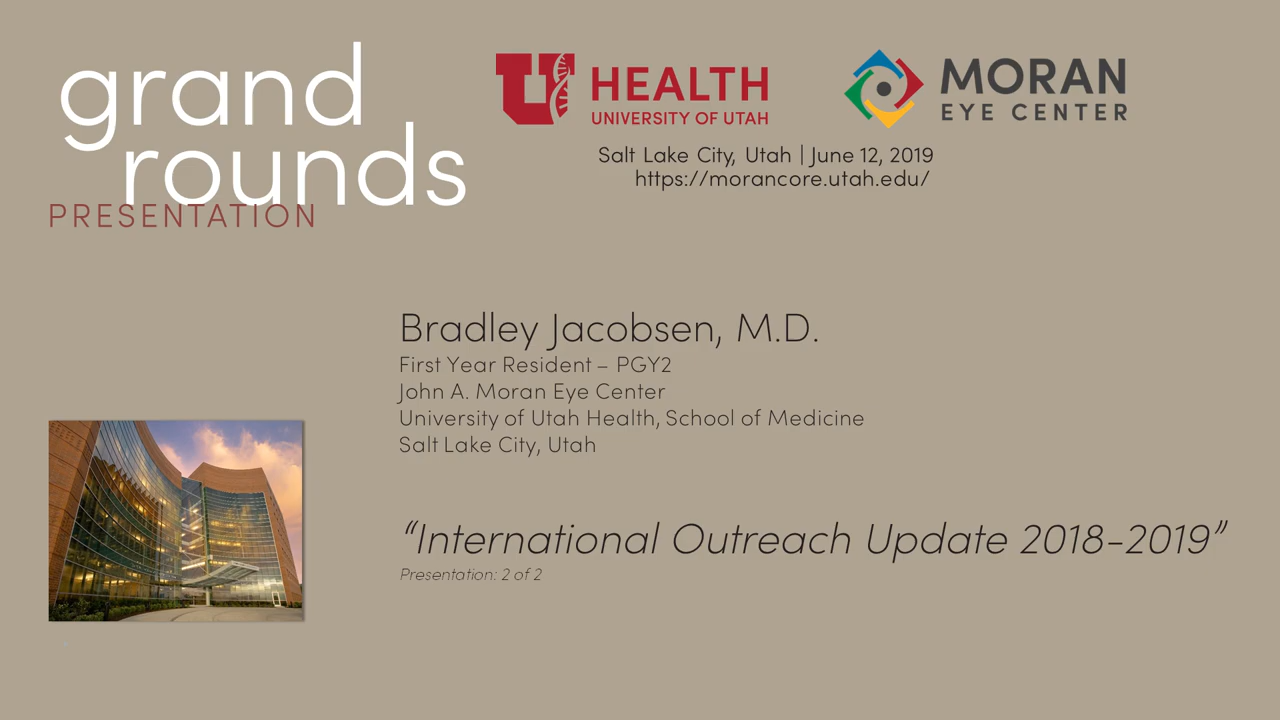 grand
rounds
PRESENTATION
U HEALTH
UNIVERSITY OF UTAH
MORAN
EYE CENTER
Salt Lake City, Utah | June 12, 2019
https://morancore.utah.edu/
Bradley Jacobsen, M.D.
First Year Resident – PGY2
John A. Moran Eye Center
University of Utah Health, School of Medicine
Salt Lake City, Utah
“International Outreach Update 2018-2019”
Presentation: 2 of 2